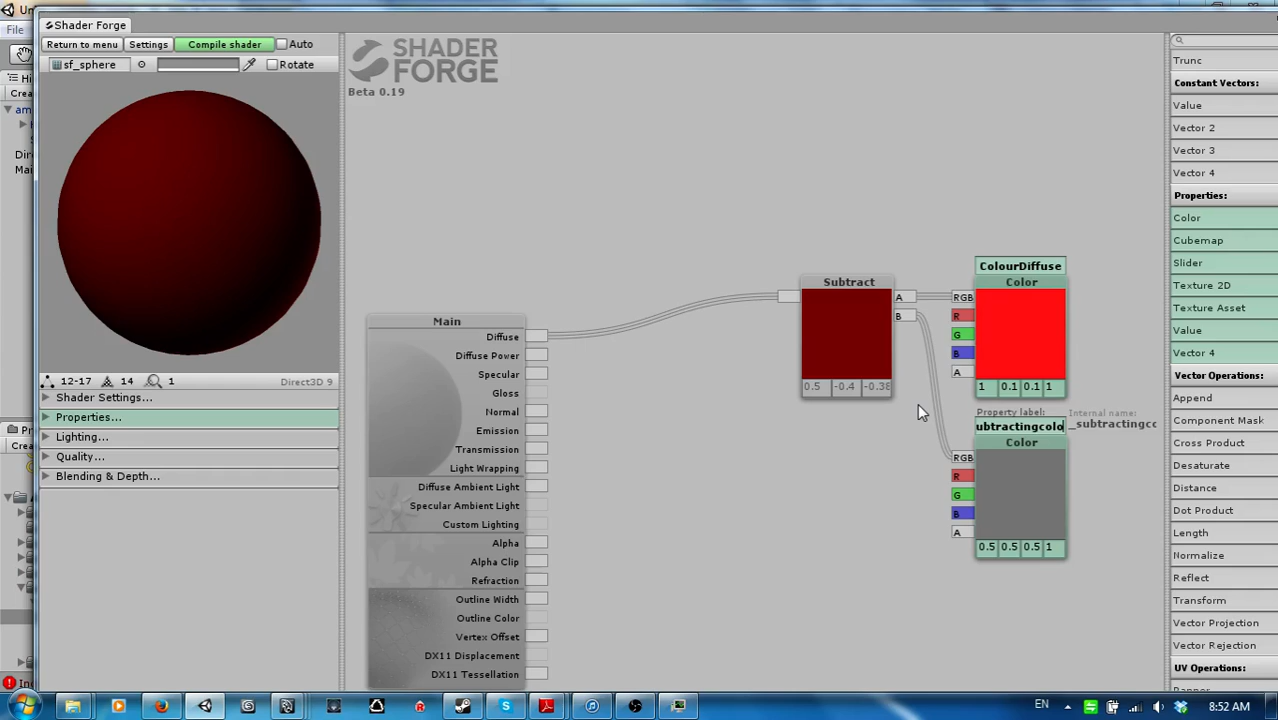 Shader Forge
File
Return to menu
Settings
Compile shader
Auto
sf_sphere
Rotate
SHADER
FORGE
Beta 0.19
12-17
14
1
Direct3D 9
Shader Settings...
Properties...
Lighting...
Quality...
Blending & Depth...
Main
Diffuse
Diffuse Power
Specular
Gloss
Normal
Emission
Transmission
Light Wrapping
Diffuse Ambient Light
Specular Ambient Light
Custom Lighting
Alpha
Alpha Clip
Refraction
Outline Width
Outline Color
Vertex Offset
DX11 Displacement
DX11 Tessellation
Subtract
A
B
0.5
-0.4
-0.38
ColourDiffuse
Color
RGB
R
G
B
A
1
0.1
0.1
1
Property label:
Internal name:
ubtractingcolo
_subtractingcc
Color
RGB
R
G
B
A
0.5
0.5
0.5
1
Trunc
Constant Vectors:
Value
Vector 2
Vector 3
Vector 4
Properties:
Color
Cubemap
Slider
Texture 2D
Texture Asset
Value
Vector 4
Vector Operations:
Append
Component Mask
Cross Product
Desaturate
Distance
Dot Product
Length
Normalize
Reflect
Transform
Vector Projection
Vector Rejection
UV Operations:
EN
8:52 AM